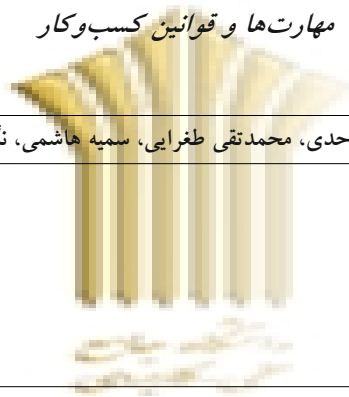 مهارت‌ها و قوانین کسب‌وکار
حدی، محمدتقی طغرایی، سمیه هاشمی،